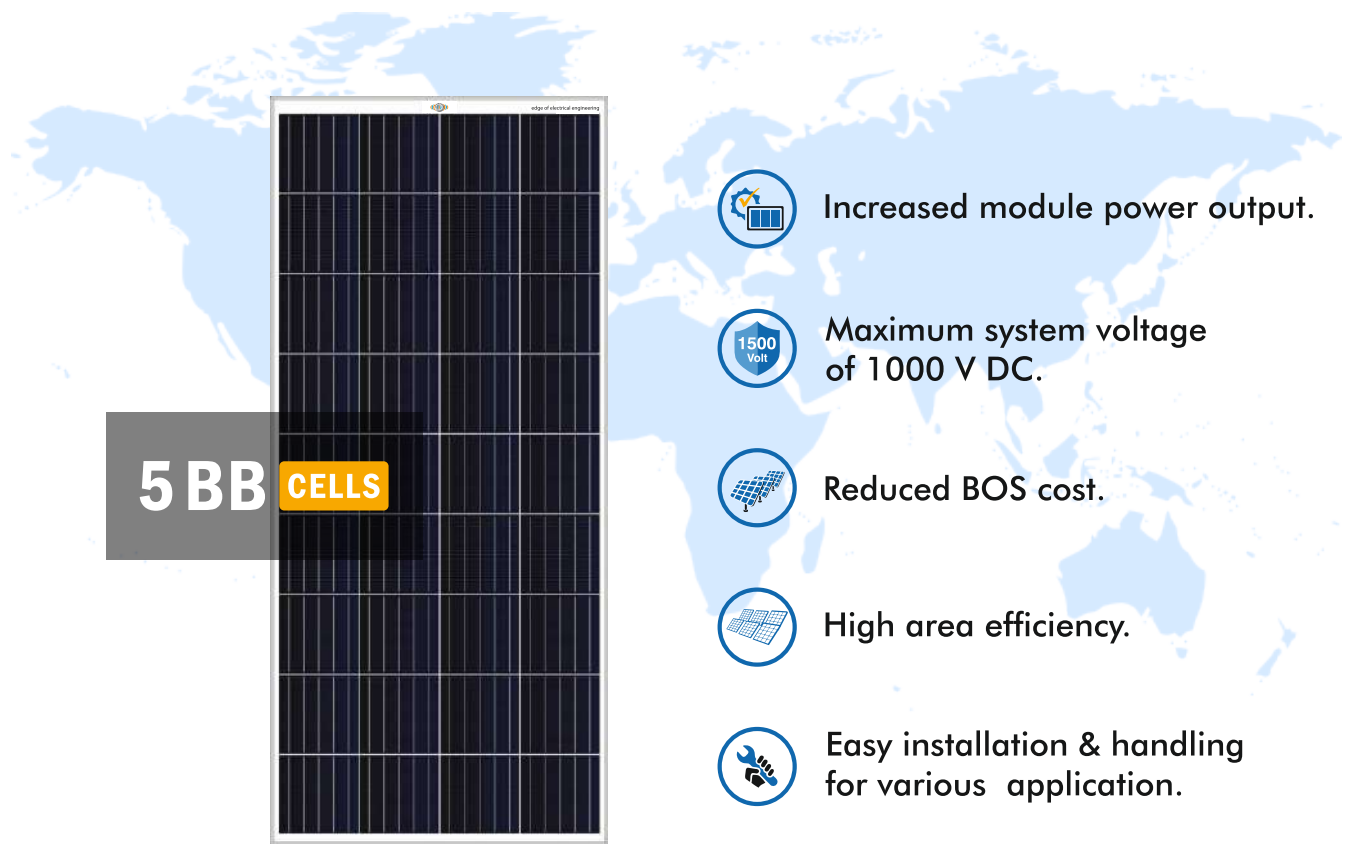 edge of electrical engineering
5 BB CELLS
Increased module power output.
1500
Volt
Maximum system voltage
of 1000 V DC.
Reduced BOS cost.
High area efficiency.
Easy installation & handling
for various application.